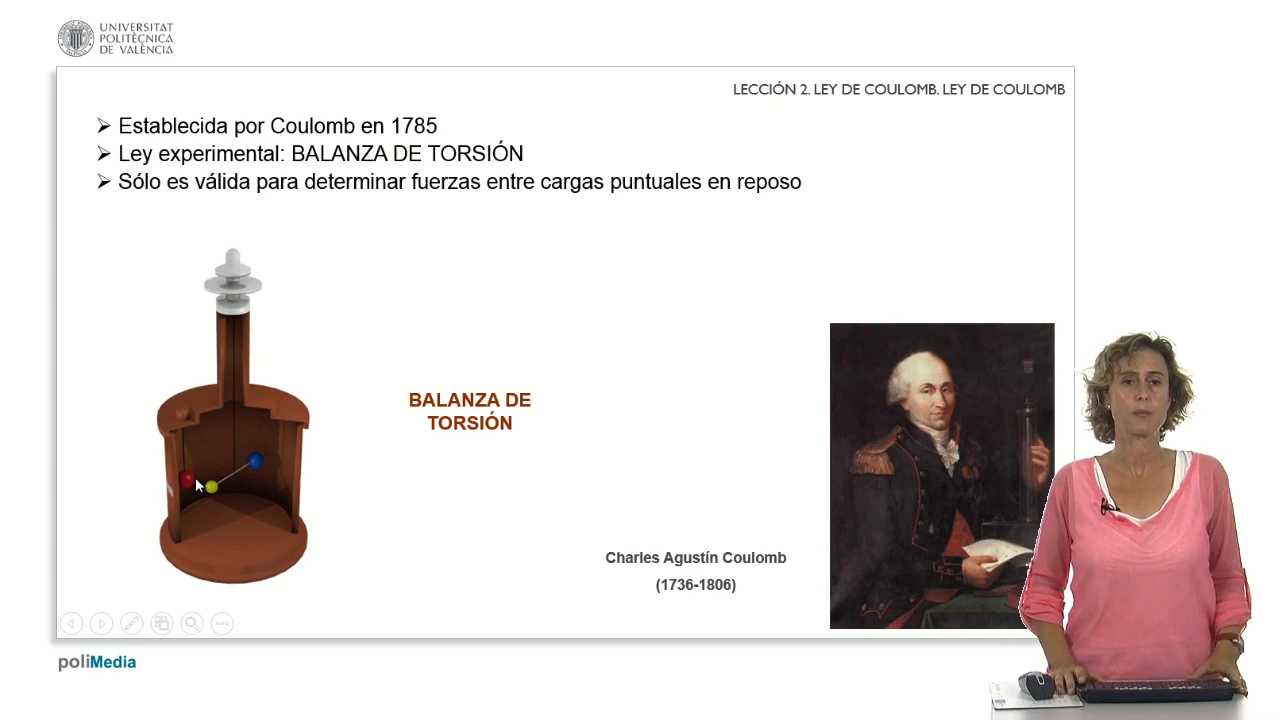 UNIVERSITAT
POLITÈCNICA
DE VALÈNCIA
LECCIÓN 2. LEY DE COULOMB. LEY DE COULOMB
➢ Establecida por Coulomb en 1785
➢ Ley experimental: BALANZA DE TORSIÓN
➢ Sólo es válida para determinar fuerzas entre cargas puntuales en reposo
BALANZA DE
TORSIÓN
Charles Agustín Coulomb
(1736-1806)
poliMedia